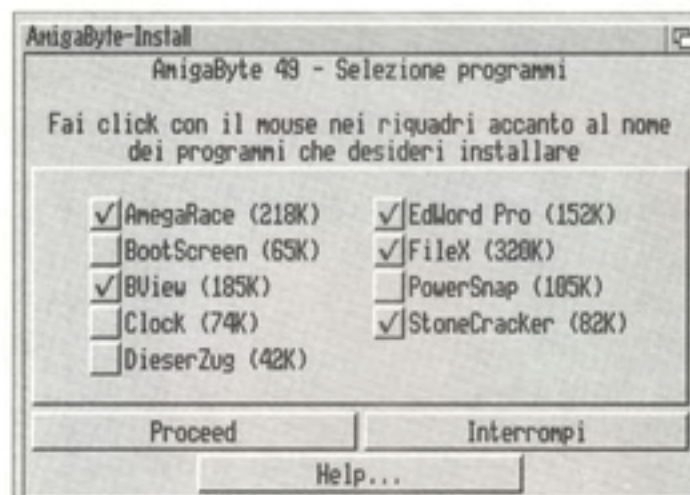 AmigaByte-Install
AmigaByte 49 - Selezione programmi
Fai click con il mouse nei riquadri accanto al nome
dei programmi che desideri installare
AmegaRace (218K)
BootScreen (65K)
BView (185K)
Clock (74K)
DieserZug (42K)
EdWord Pro (152K)
FileX (320K)
PowerSnap (105K)
StoneCracker (82K)
Proceed
Interrompi
Help...